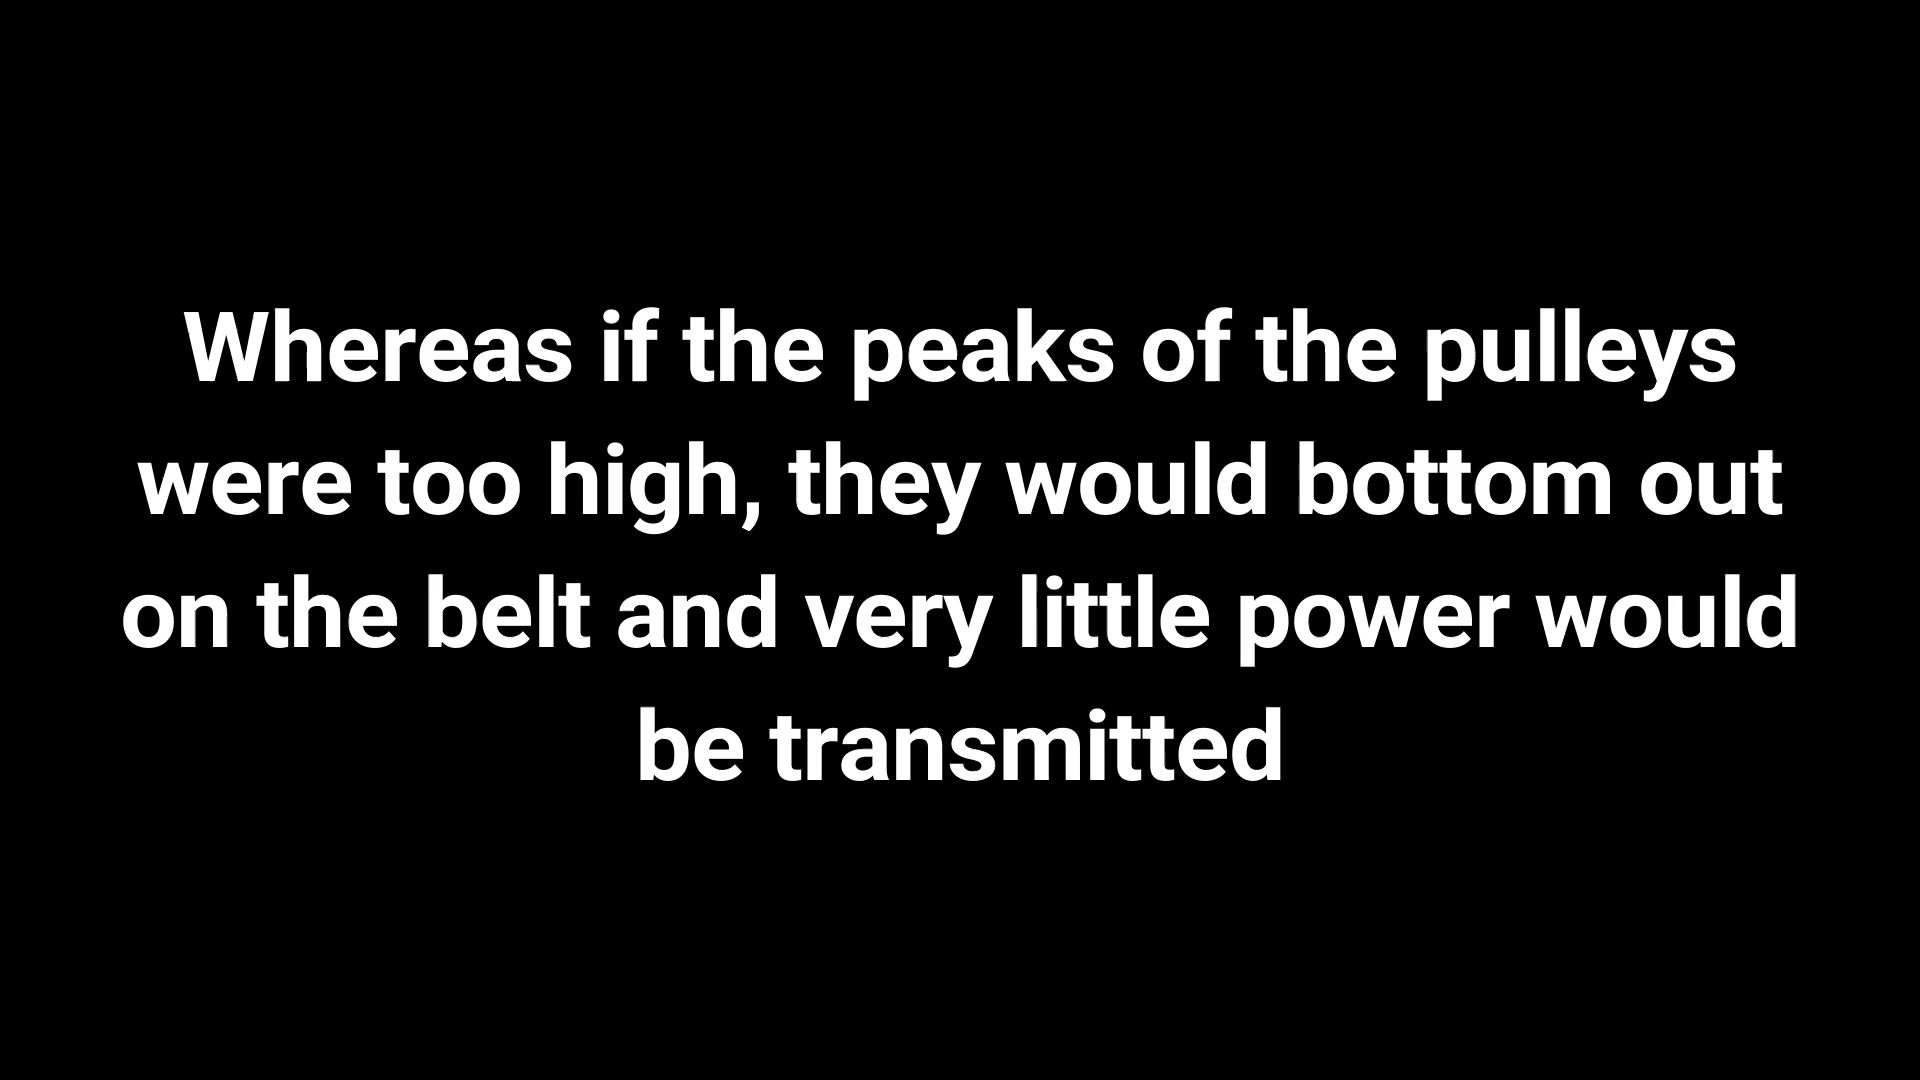 Whereas if the peaks of the pulleys
were too high, they would bottom out
on the belt and very little power would
be transmitted